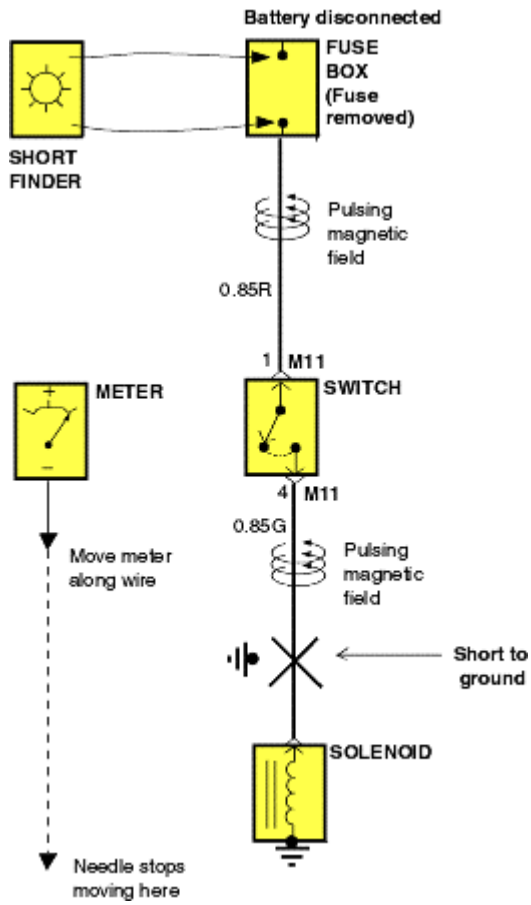 Battery disconnected
FUSE
BOX
(Fuse
removed)
SHORT
FINDER
Pulsing
magnetic
field
0.85R
1 M11
METER
SWITCH
+
−
4 M11
0.85G
Move meter
along wire
Pulsing
magnetic
field
Short to
ground
SOLENOID
Needle stops
moving here